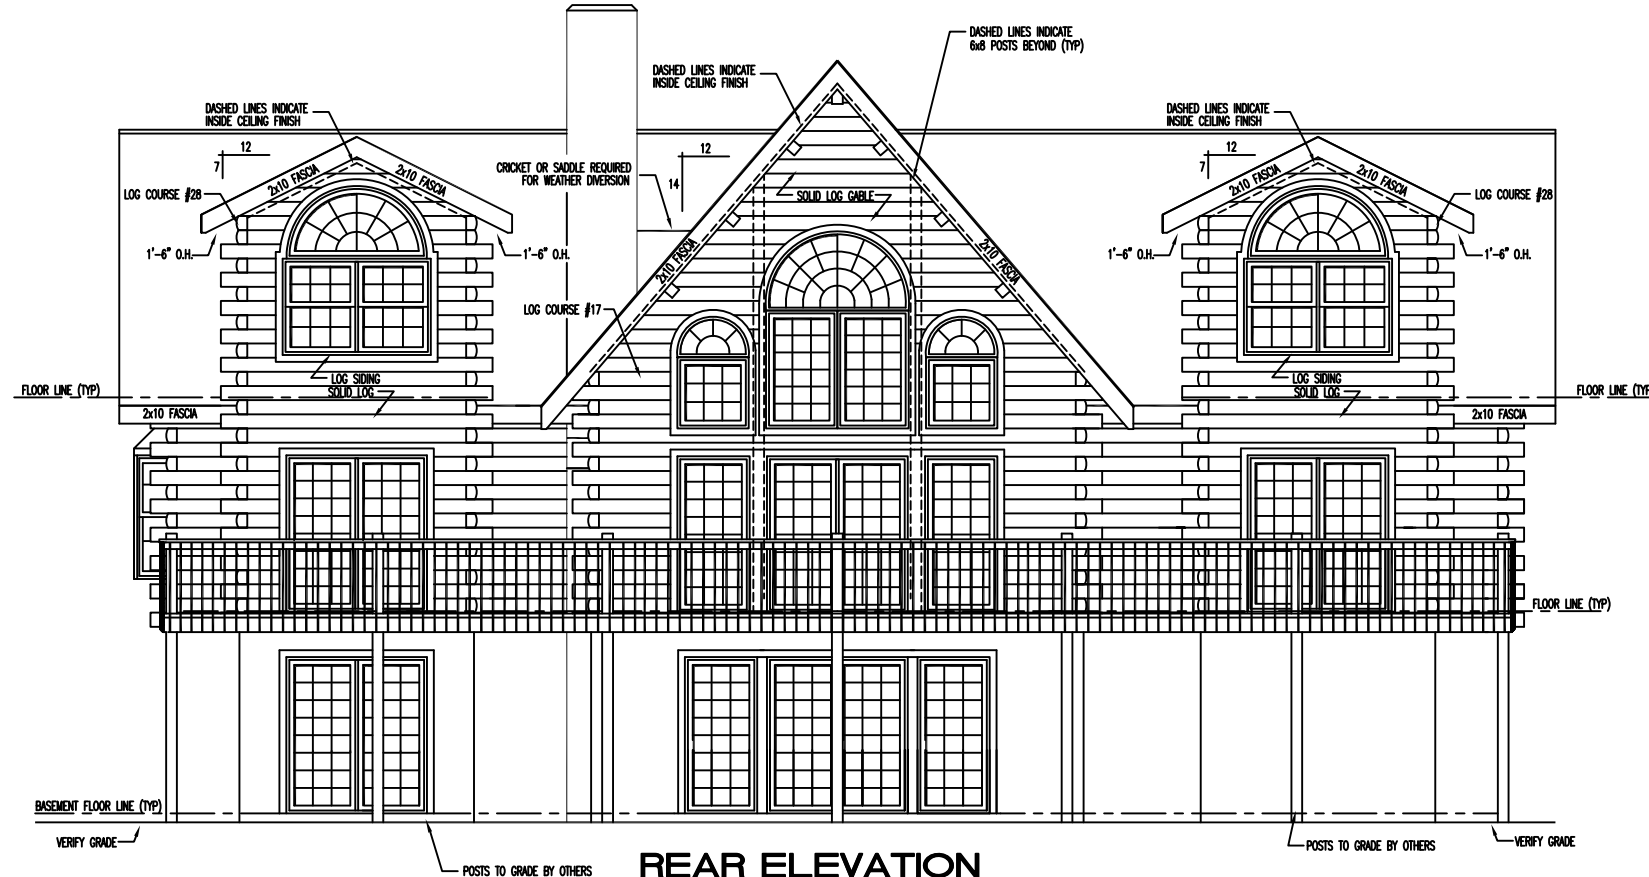 DASHED LINES INDICATE
6x8 POSTS BEYOND (TYP)
DASHED LINES INDICATE
INSIDE CEILING FINISH
DASHED LINES INDICATE
INSIDE CEILING FINISH
DASHED LINES INDICATE
INSIDE CEILING FINISH
12
7
12
14
12
7
CRICKET OR SADDLE REQUIRED
FOR WEATHER DIVERSION
2x10 FASCIA
2x10 FASCIA
2x10 FASCIA
2x10 FASCIA
LOG COURSE #28
SOLID LOG GABLE
LOG COURSE #28
1'-6" O.H.
1'-6" O.H.
2x10 FASCIA
2x10 FASCIA
1'-6" O.H.
1'-6" O.H.
LOG COURSE #17
LOG SIDING
SOLID LOG
LOG SIDING
SOLID LOG
FLOOR LINE (TYP)
FLOOR LINE (TYP
2x10 FASCIA
2x10 FASCIA
FLOOR LINE (TYP)
BASEMENT FLOOR LINE (TYP)
VERIFY GRADE
VERIFY GRADE
POSTS TO GRADE BY OTHERS
POSTS TO GRADE BY OTHERS
REAR ELEVATION